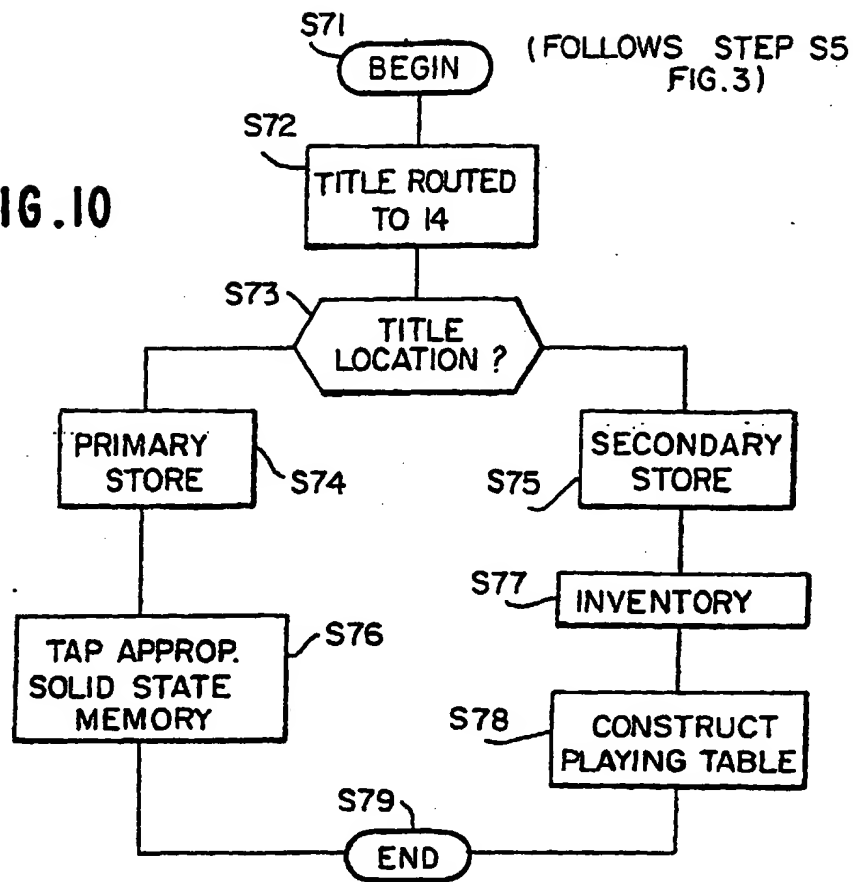 S71
BEGIN
(FOLLOWS STEP S5
FIG.3)
S72
TITLE ROUTED
TO 14
IG.10
S73
TITLE
LOCATION ?
PRIMARY
STORE
S74
SECONDARY
STORE
S75
S77
INVENTORY
TAP APPROP.
SOLID STATE
MEMORY
S76
S78
CONSTRUCT
PLAYING TABLE
S79
END